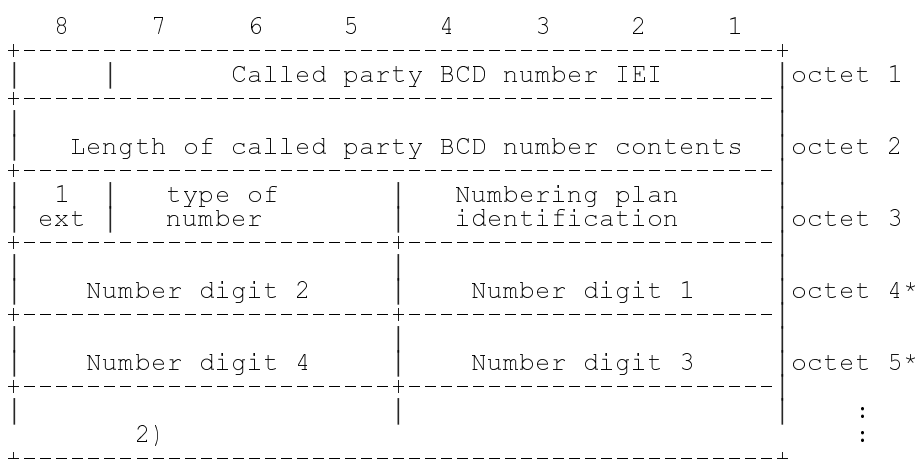 8 7 6 5 4 3 2 1
Called party BCD number IEI octet 1
Length of called party BCD number contents octet 2
1 type of Numbering plan
ext number identification octet 3
Number digit 2 Number digit 1 octet 4*
Number digit 4 Number digit 3 octet 5*
:
2) :